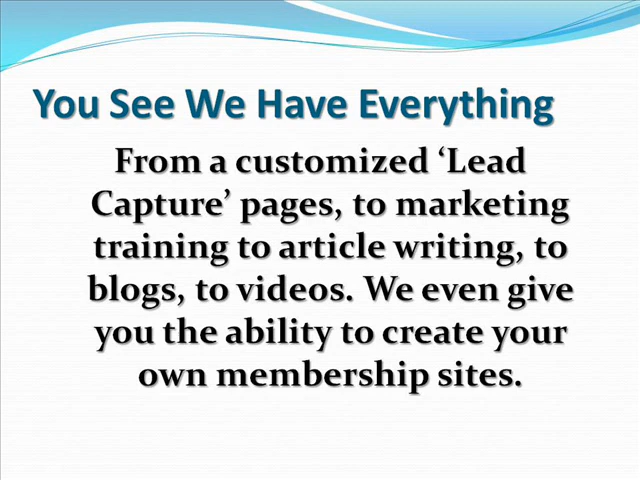 You See We Have Everything
From a customized ‘Lead
Capture’ pages, to marketing
training to article writing, to
blogs, to videos. We even give
you the ability to create your
own membership sites.